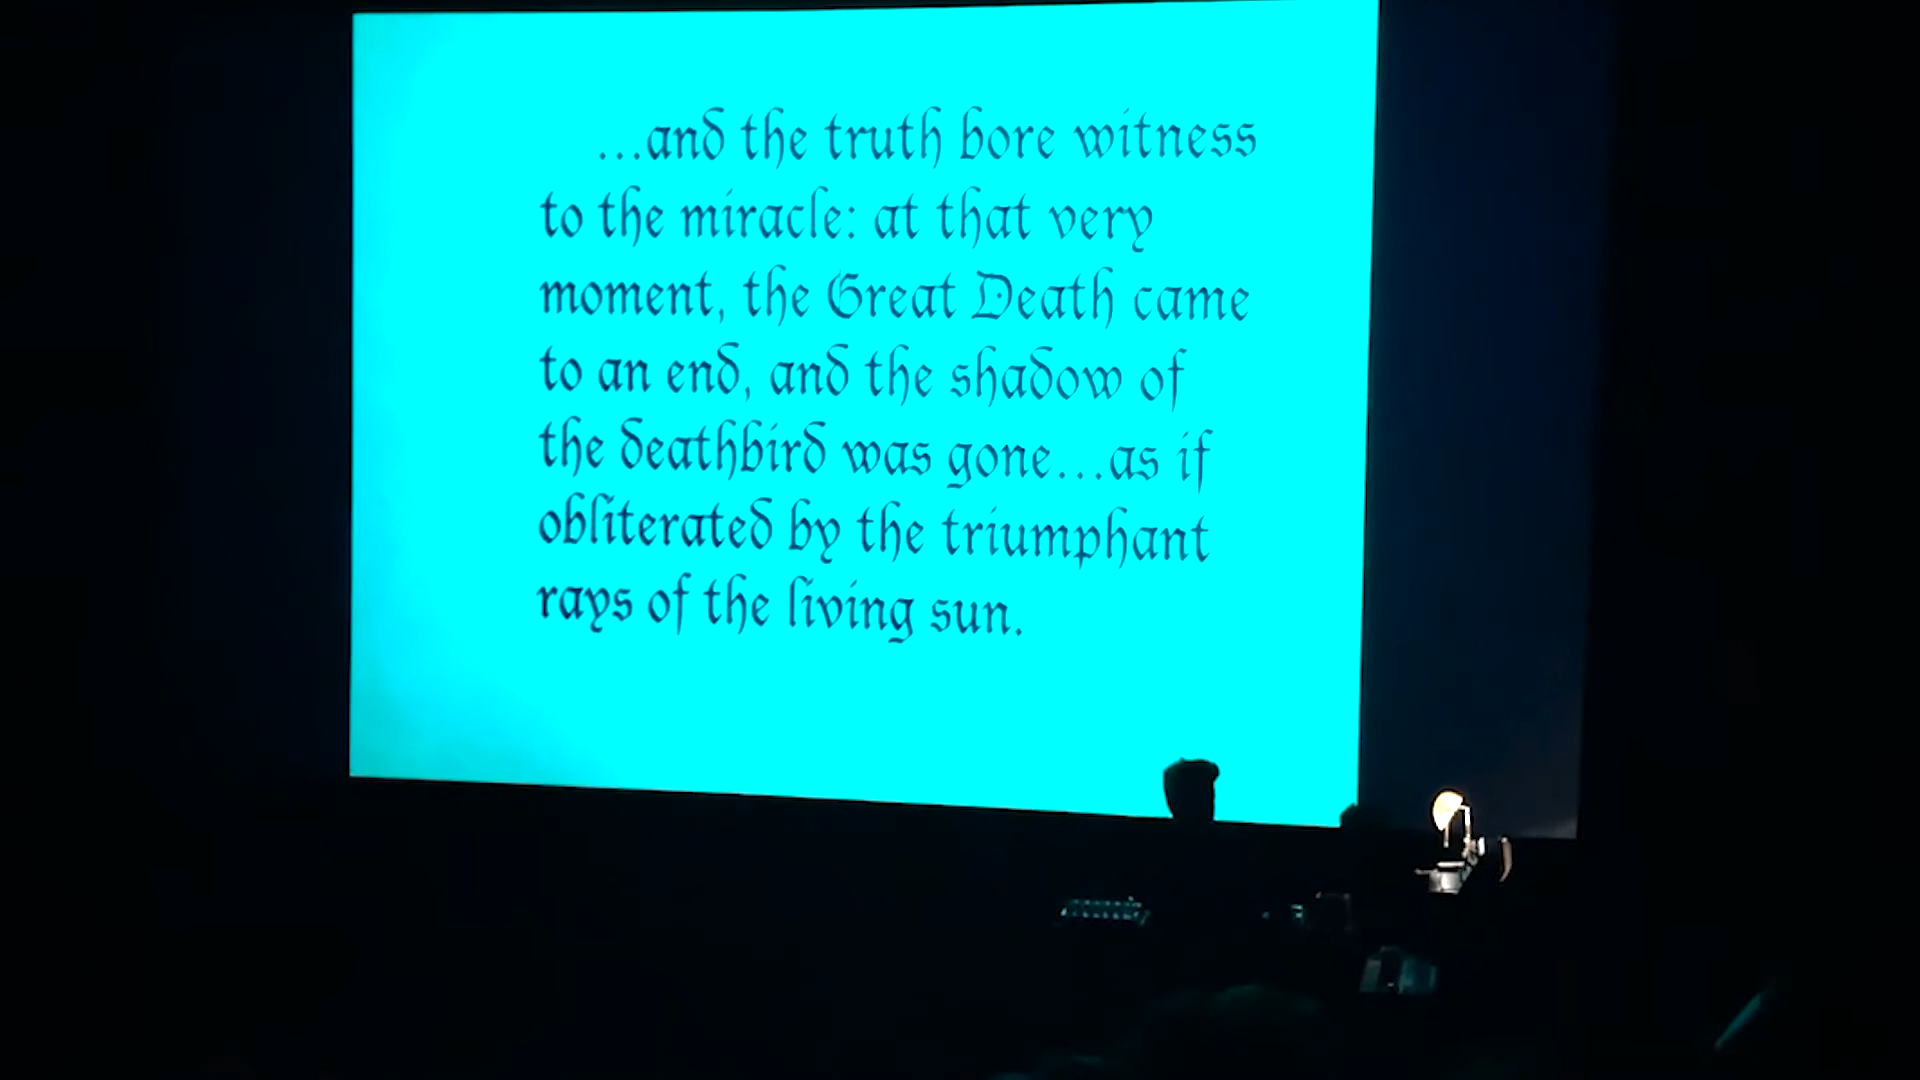 ...and the truth bore witness
to the miracle: at that very
moment, the Great Death came
to an end, and the shadow of
the deathbird was gone...as if
obliterated by the triumphant
rays of the living sun.